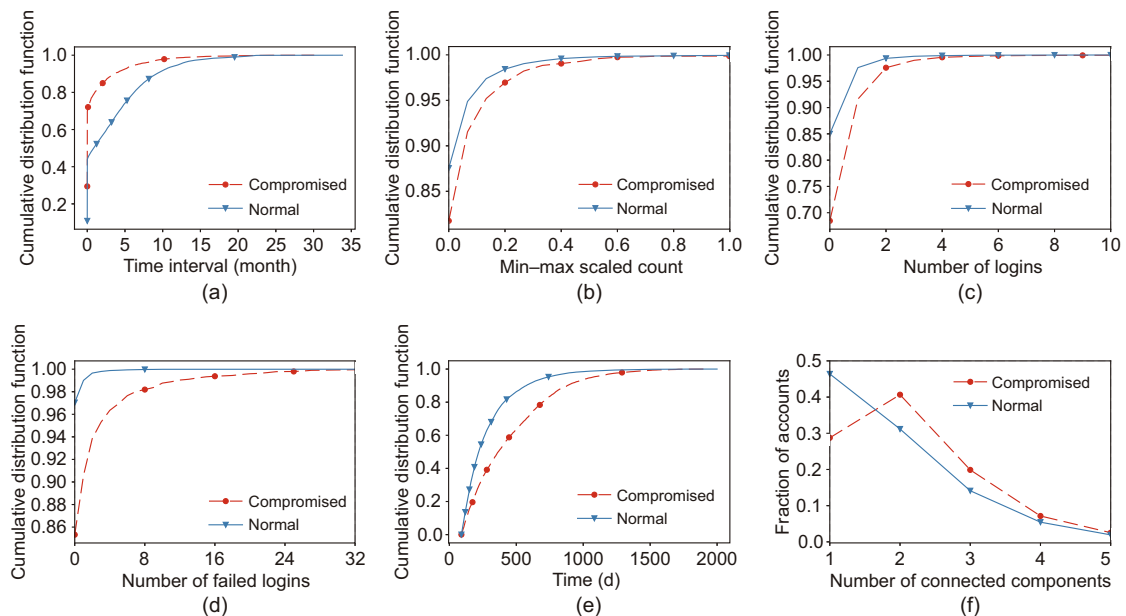 Cumulative distribution function
1.0
0.8
0.6
0.4
0.2
Compromised
Normal
0 5 10 15 20 25 30 35
Time interval (month)
(a)
Cumulative distribution function
1.00
0.95
0.90
0.85
Compromised
Normal
0.0 0.2 0.4 0.6 0.8 1.0
Min–max scaled count
(b)
Cumulative distribution function
1.00
0.95
0.90
0.85
0.80
0.75
0.70
Compromised
Normal
0 2 4 6 8 10
Number of logins
(c)
Cumulative distribution function
1.00
0.98
0.96
0.94
0.92
0.90
0.88
0.86
Compromised
Normal
0 8 16 24 32
Number of failed logins
(d)
Cumulative distribution function
1.0
0.8
0.6
0.4
0.2
0.0
Compromised
Normal
0 500 1000 1500 2000
Time (d)
(e)
Fraction of accounts
0.5
0.4
0.3
0.2
0.1
0.0
Compromised
Normal
1 2 3 4 5
Number of connected components
(f)